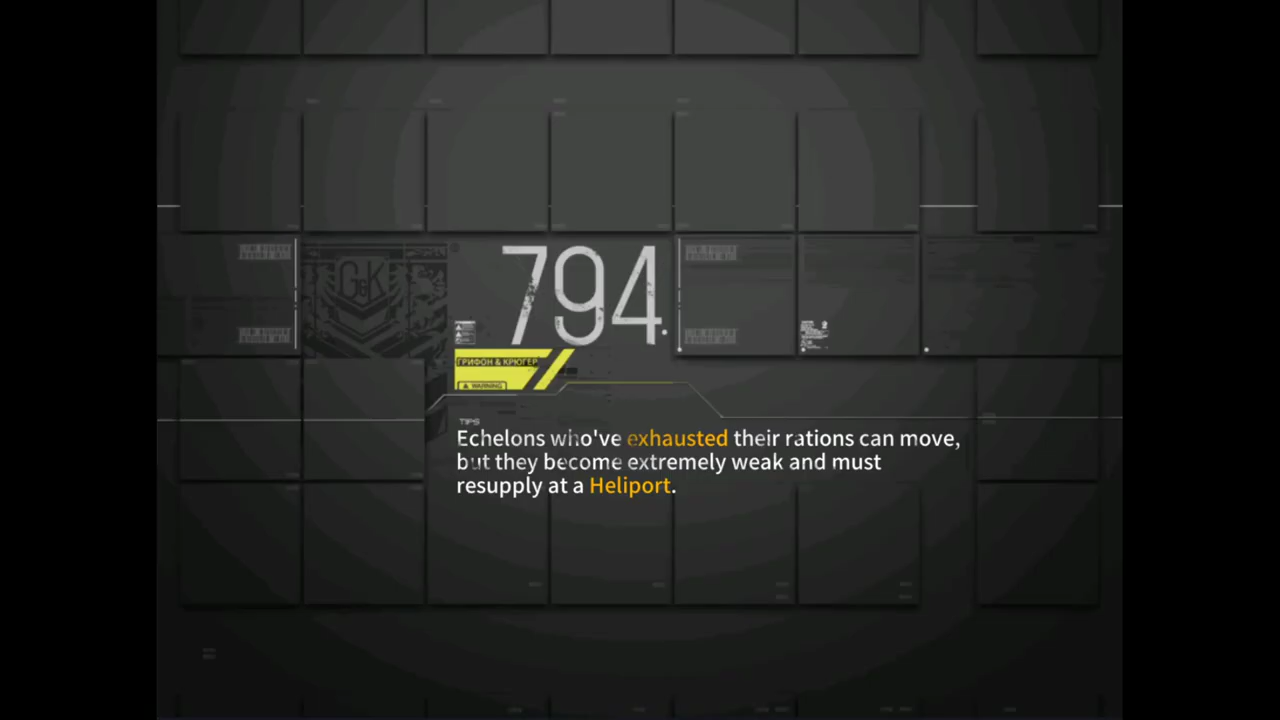 G&K
794.
ГРИФОН & КРЮГЕР
WARNING
TIPS
Echelons who've exhausted their rations can move,
but they become extremely weak and must
resupply at a Heliport.